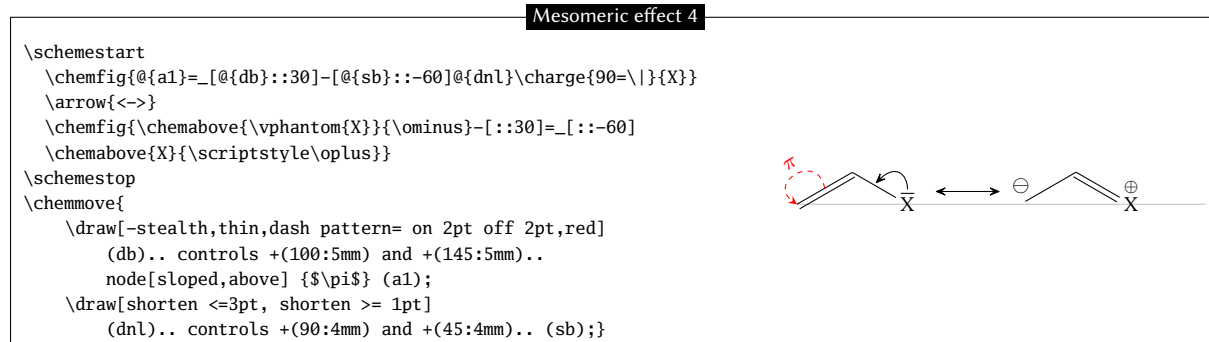 Mesomeric effect 4
\schemestart
  \chemfig{@{a1}=_[@{db}::30]-[@{sb}::-60]@{dnl}\charge{90=\|}{X}}
  \arrow{<->}
  \chemfig{\chemabove{\vphantom{X}}{\ominus}-[::30]=_[::-60]
  \chemabove{X}{\scriptstyle\oplus}}
\schemestop
\chemmove{
    \draw[-stealth,thin,dash pattern= on 2pt off 2pt,red]
        (db).. controls +(100:5mm) and +(145:5mm)..
        node[sloped,above] {$\pi$} (a1);
    \draw[shorten <=3pt, shorten >= 1pt]
        (dnl).. controls +(90:4mm) and +(45:4mm).. (sb);}
π
X
⊖
⊕
X